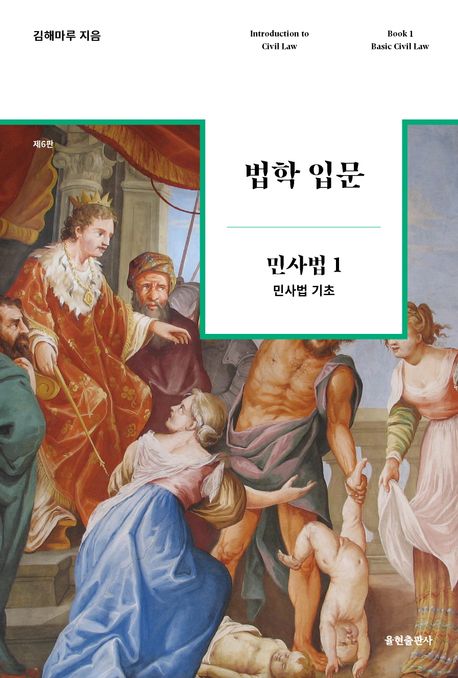 김해마루 지음
Introduction to
Civil Law
Book 1
Basic Civil Law
제6판
법학 입문
민사법 1
민사법 기초
율현출판사